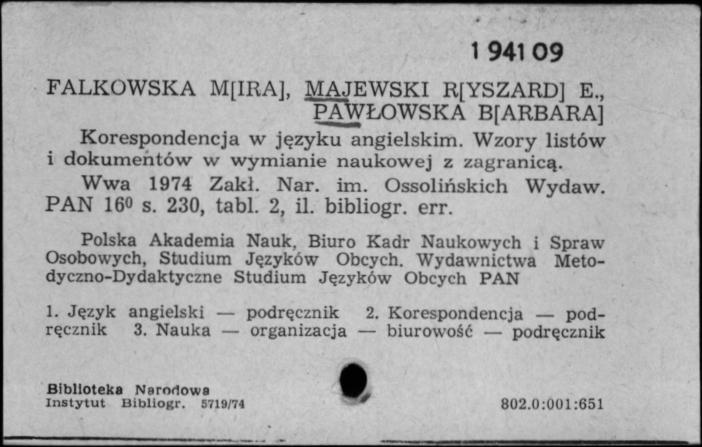 194109
FALKOWSKA M[IRA], MAJEWSKI R[YSZARD] E.,
PAWŁOWSKA B[ARBARA]
Korespondencja w języku angielskim. Wzory listów
i dokumentów w wymianie naukowej z zagranicą.
Wwa 1974 Zakł. Nar. im. Ossolińskich Wydaw.
PAN 16⁰ s. 230, tabl. 2, il. bibliogr. err.
Polska Akademia Nauk, Biuro Kadr Naukowych i Spraw
Osobowych, Studium Języków Obcych. Wydawnictwa Meto-
dyczno-Dydaktyczne Studium Języków Obcych PAN
1. Język angielski — podręcznik 2. Korespondencja — pod-
ręcznik 3. Nauka — organizacja — biurowość — podręcznik
Biblioteka Narodowa
Instytut Bibliogr. 5719/74
802.0:001:651